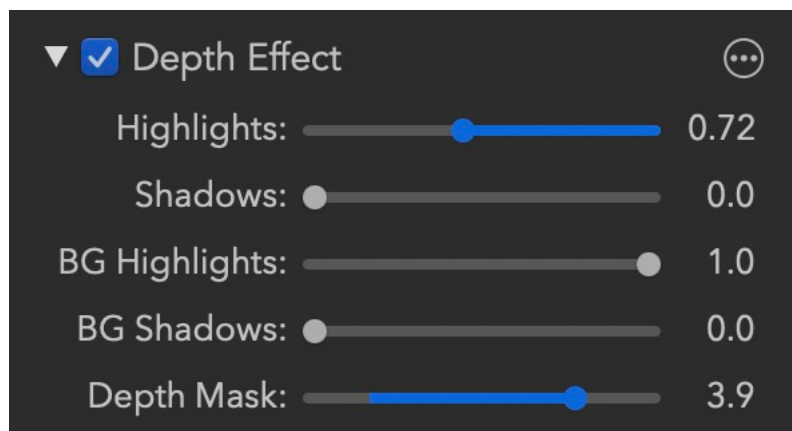 Depth Effect
Highlights: 0.72
Shadows: 0.0
BG Highlights: 1.0
BG Shadows: 0.0
Depth Mask: 3.9